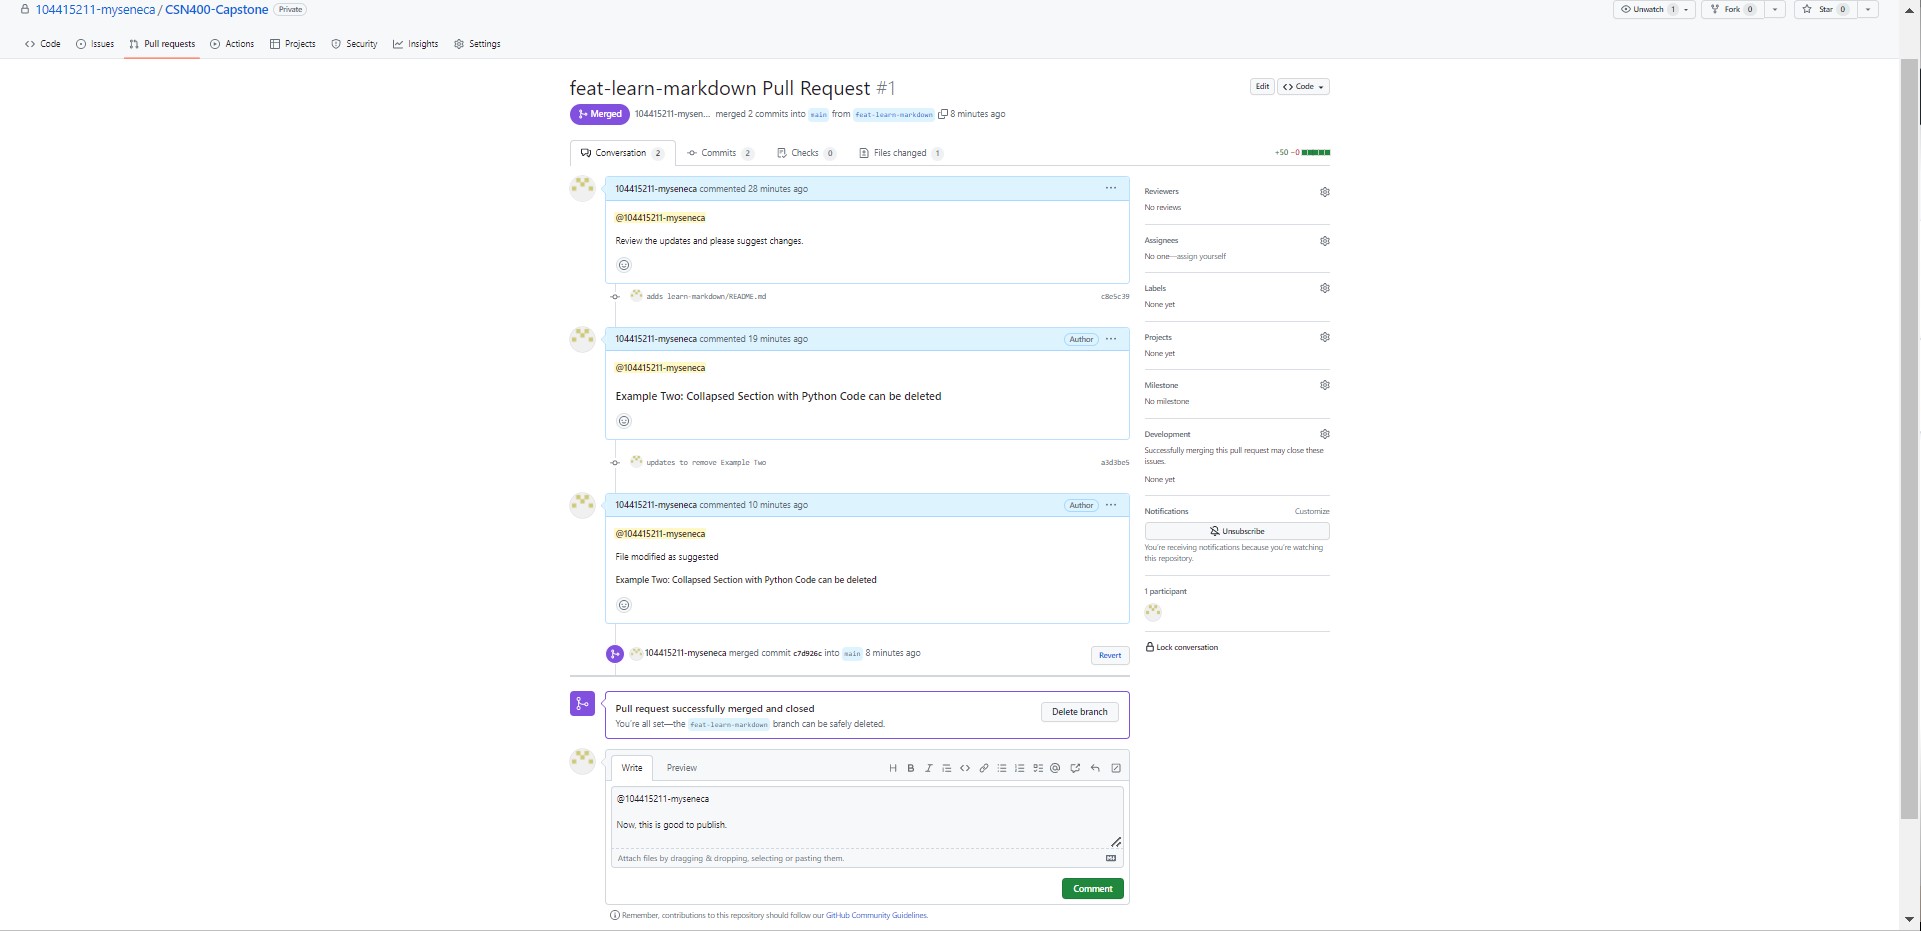 104415211-myseneca / CSN400-Capstone Private
Unwatch 1 Fork 0 Star 0
Code Issues Pull requests Actions Projects Security Insights Settings
feat-learn-markdown Pull Request #1
Edit Code
Merged 104415211-mysen... merged 2 commits into main from feat-learn-markdown 8 minutes ago
Conversation 2 Commits 2 Checks 0 Files changed 1
+50 −0
104415211-myseneca commented 28 minutes ago
@104415211-myseneca
Review the updates and please suggest changes.
adds learn-markdown/README.md c8e5c39
104415211-myseneca commented 19 minutes ago Author
@104415211-myseneca
Example Two: Collapsed Section with Python Code can be deleted
updates to remove Example Two a3d3be5
104415211-myseneca commented 10 minutes ago Author
@104415211-myseneca
File modified as suggested
Example Two: Collapsed Section with Python Code can be deleted
104415211-myseneca merged commit c7d926c into main 8 minutes ago
Revert
Pull request successfully merged and closed
You're all set—the feat-learn-markdown branch can be safely deleted.
Delete branch
Write Preview
@104415211-myseneca
Now, this is good to publish.
Attach files by dragging & dropping, selecting or pasting them.
Comment
Remember, contributions to this repository should follow our GitHub Community Guidelines.
Reviewers
No reviews
Assignees
No one—assign yourself
Labels
None yet
Projects
None yet
Milestone
No milestone
Development
Successfully merging this pull request may close these
issues.
None yet
Notifications Customize
Unsubscribe
You're receiving notifications because you're watching
this repository.
1 participant
Lock conversation